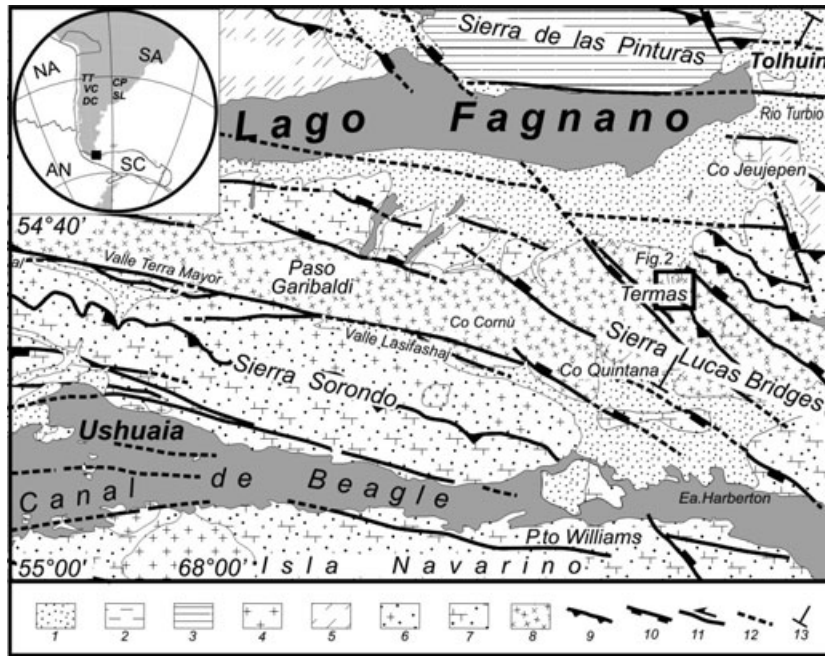 NA
SA
TT
CP
VC
SL
DC
AN
SC
Sierra de las Pinturas
Tolhuin
Rio Turbio
Lago Fagnano
Co Jeujepen
54°40'
Valle Terra Mayor
Paso
Garibaldi
Fig.2
Termas
Co Cornù
Valle Lasifashaj
Sierra Lucas Bridges
Co Quintana
Sierra Sorondo
Ushuaia
Canal de Beagle
Ea.Harberton
P.to Williams
55°00'
68°00'
Isla Navarino
1 2 3 4 5 6 7 8 9 10 11 12 13